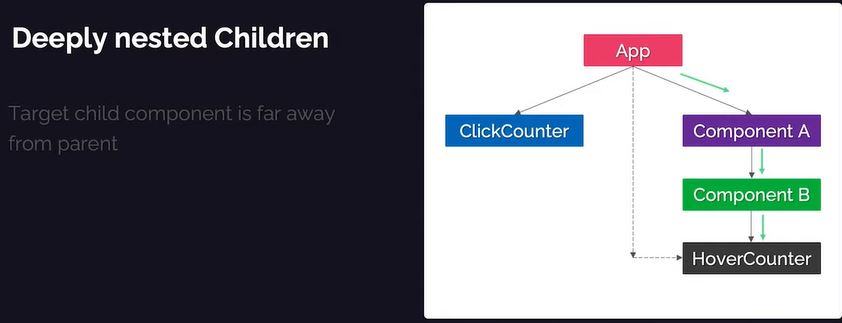 Deeply nested Children
Target child component is far away
from parent
App
ClickCounter
Component A
Component B
HoverCounter